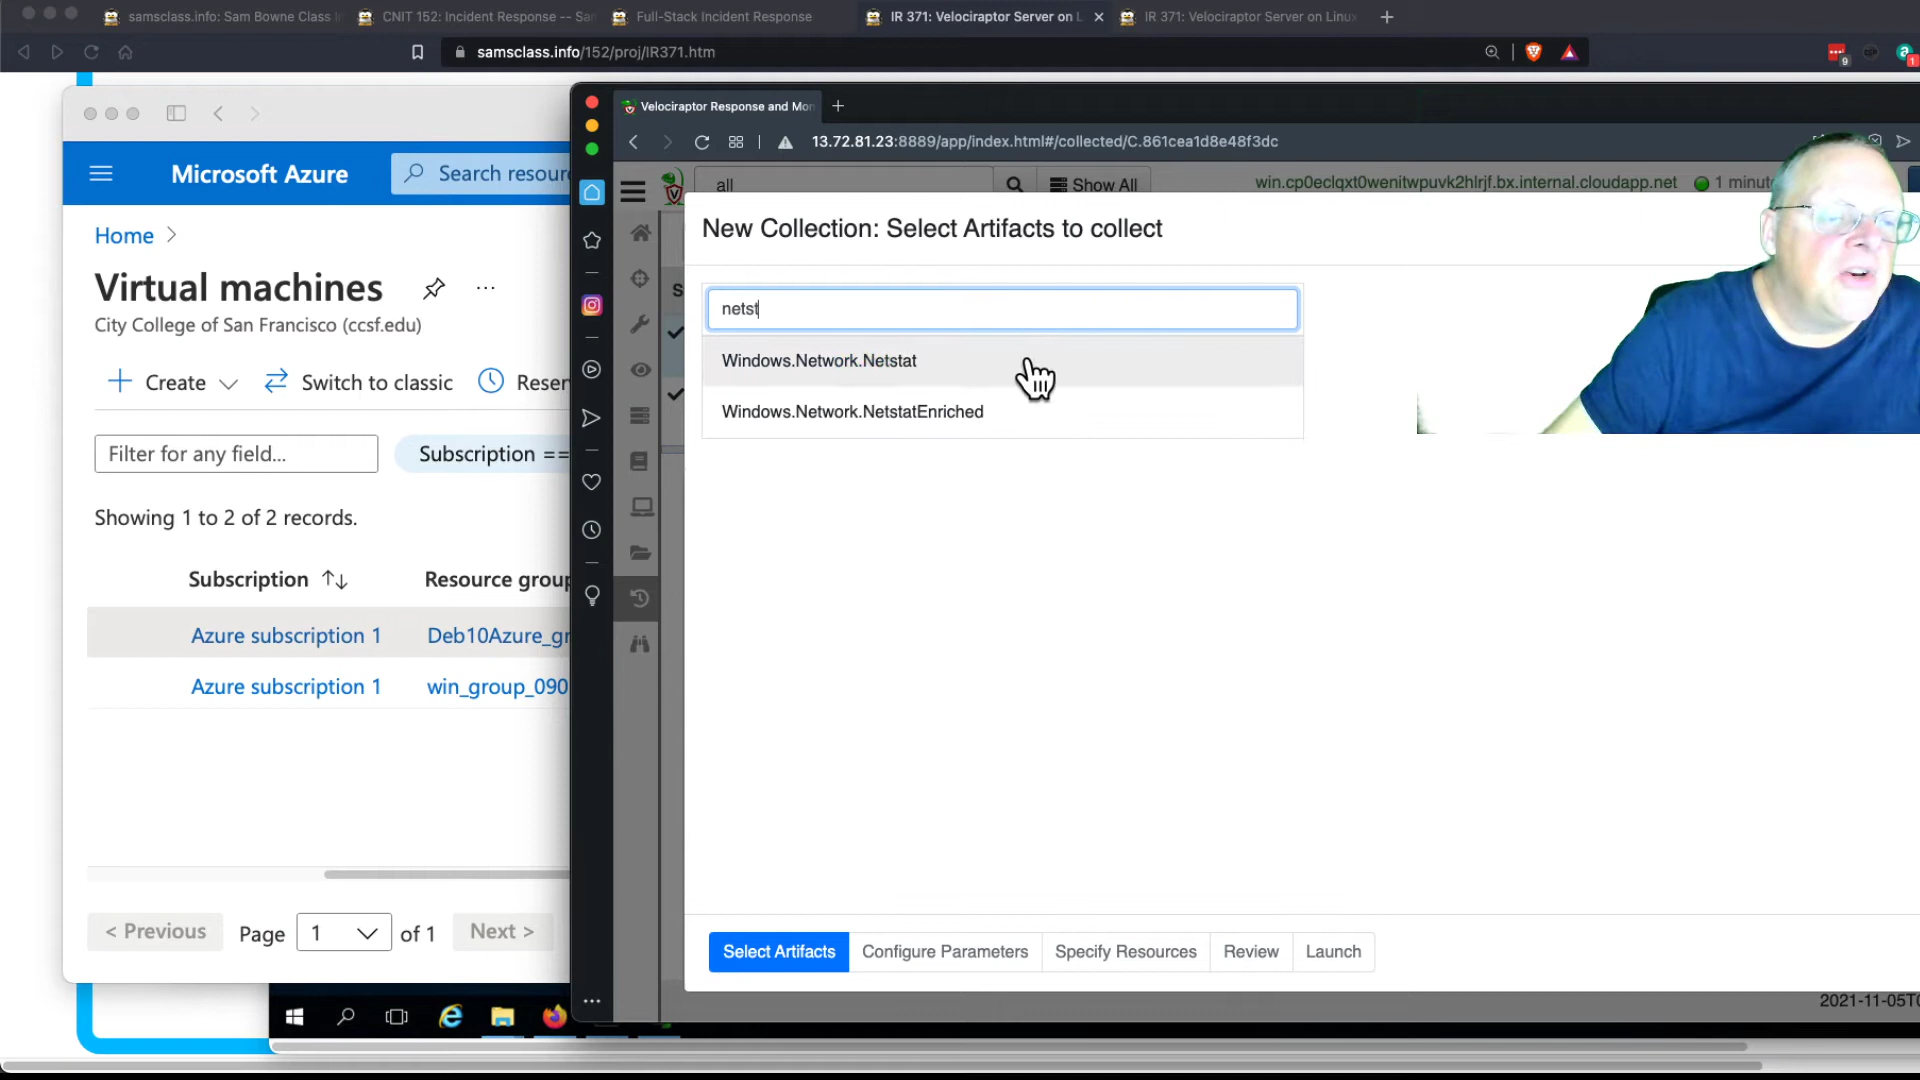 samsclass.info: Sam Bowne Class
CNIT 152: Incident Response -- Sa
Full-Stack Incident Response
IR 371: Velociraptor Server on L
IR 371: Velociraptor Server on Linux
samsclass.info/152/proj/IR371.htm
9
1
Velociraptor Response and Mon
13.72.81.23:8889/app/index.html#/collected/C.861cea1d8e48f3dc
Microsoft Azure
Search resour
all
Show All
win.cp0eclqxt0wenitwpuvk2hlrjf.bx.internal.cloudapp.net
1 minut
Home
Virtual machines
City College of San Francisco (ccsf.edu)
Create
Switch to classic
Reser
Filter for any field...
Subscription ==
Showing 1 to 2 of 2 records.
Subscription
Resource group
Azure subscription 1
Deb10Azure_gr
Azure subscription 1
win_group_090
< Previous
Page
1
of 1
Next >
New Collection: Select Artifacts to collect
netst
Windows.Network.Netstat
Windows.Network.NetstatEnriched
Select Artifacts
Configure Parameters
Specify Resources
Review
Launch
2021-11-05T0